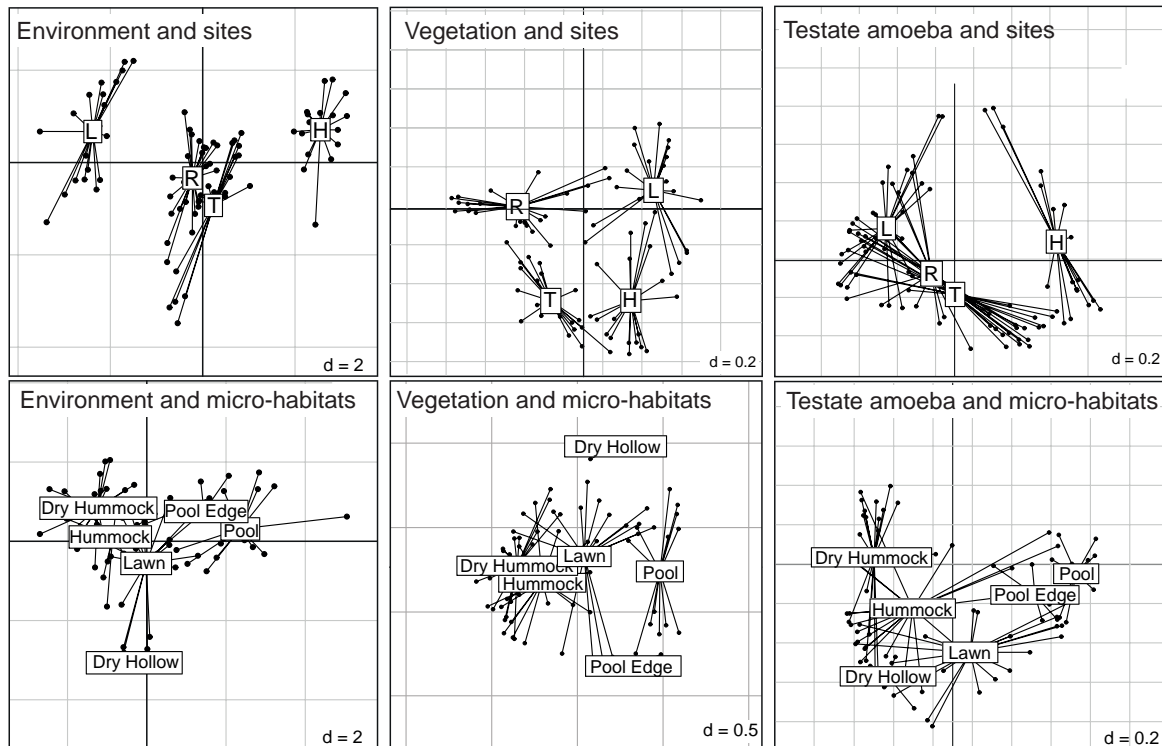 Environment and sites
L
H
R
T
d = 2
Vegetation and sites
L
R
T
H
d = 0.2
Testate amoeba and sites
L
H
R
T
d = 0.2
Environment and micro-habitats
Dry Hummock
Pool Edge
Pool
Hummock
Lawn
Dry Hollow
d = 2
Vegetation and micro-habitats
Dry Hollow
Lawn
Dry Hummock
Pool
Hummock
Pool Edge
d = 0.5
Testate amoeba and micro-habitats
Dry Hummock
Pool
Pool Edge
Hummock
Lawn
Dry Hollow
d = 0.2